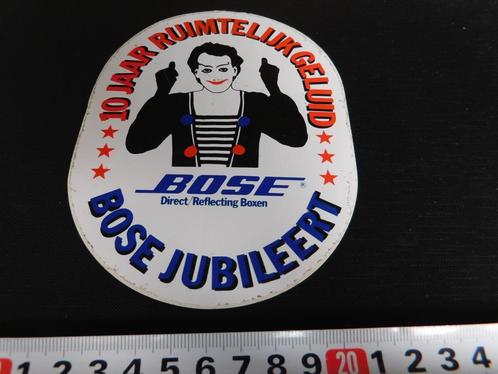 10 JAAR RUIMTELIJK GELUID
BOSE®
Direct/Reflecting Boxen
BOSE JUBILEERT
1 2 3 4 5 6 7 8 9 20 1 2 3 4